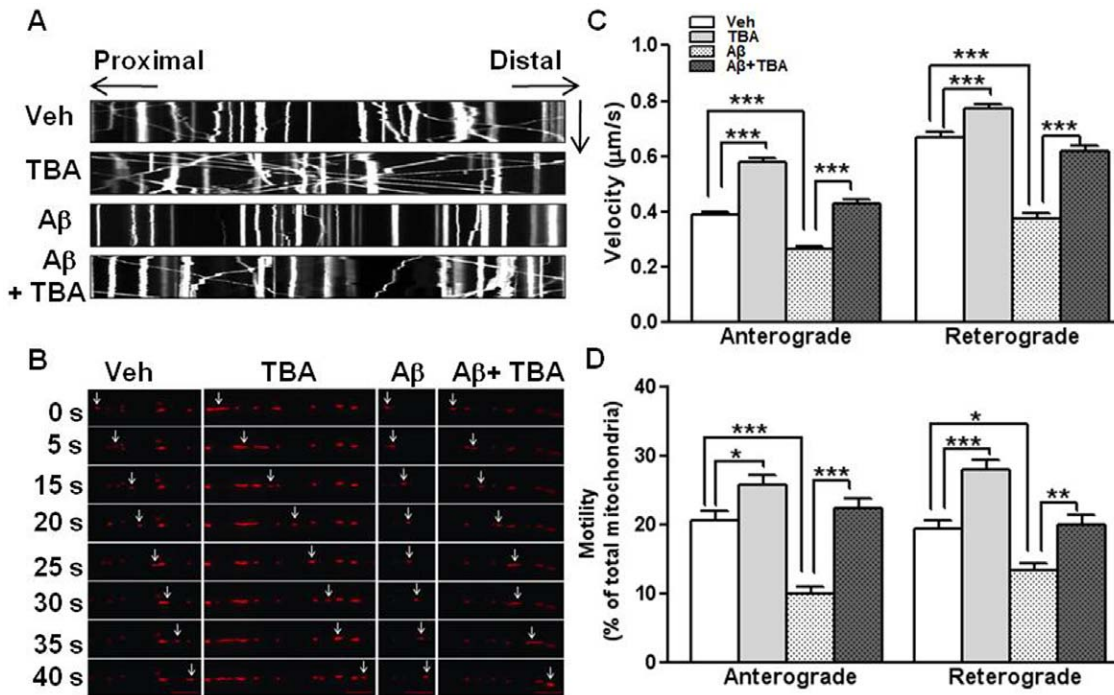 A
Proximal
Distal
Veh
TBA
Aβ
Aβ
+ TBA
B
Veh
TBA
Aβ
Aβ+ TBA
0 s
5 s
15 s
20 s
25 s
30 s
35 s
40 s
C
Veh
TBA
Aβ
Aβ+TBA
Velocity (μm/s)
1.0
0.8
0.6
0.4
0.2
0.0
***
***
***
***
***
***
Anterograde
Reterograde
D
Motility
(% of total mitochondria)
40
30
20
10
0
***
*
***
*
***
**
Anterograde
Reterograde